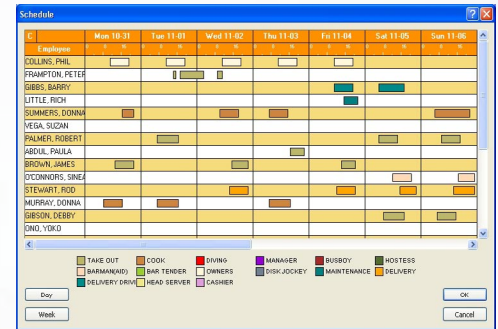 Schedule
C Mon 10-31 Tue 11-01 Wed 11-02 Thu 11-03 Fri 11-04 Sat 11-05 Sun 11-06
Employee
COLLINS, PHIL
FRAMPTON, PETER
GIBBS, BARRY
LITTLE, RICH
SUMMERS, DONNA
VEGA, SUZAN
PALMER, ROBERT
ABDUL, PAULA
BROWN, JAMES
O'CONNORS, SINEA
STEWART, ROD
MURRAY, DONNA
GIBSON, DEBBY
ONO, YOKO
TAKE OUT COOK DIVING MANAGER BUSBOY HOSTESS
BARMAN(AID) BAR TENDER OWNERS DISK JOCKEY MAINTENANCE DELIVERY
DELIVERY DRIVE HEAD SERVER CASHIER
Day OK
Week Cancel